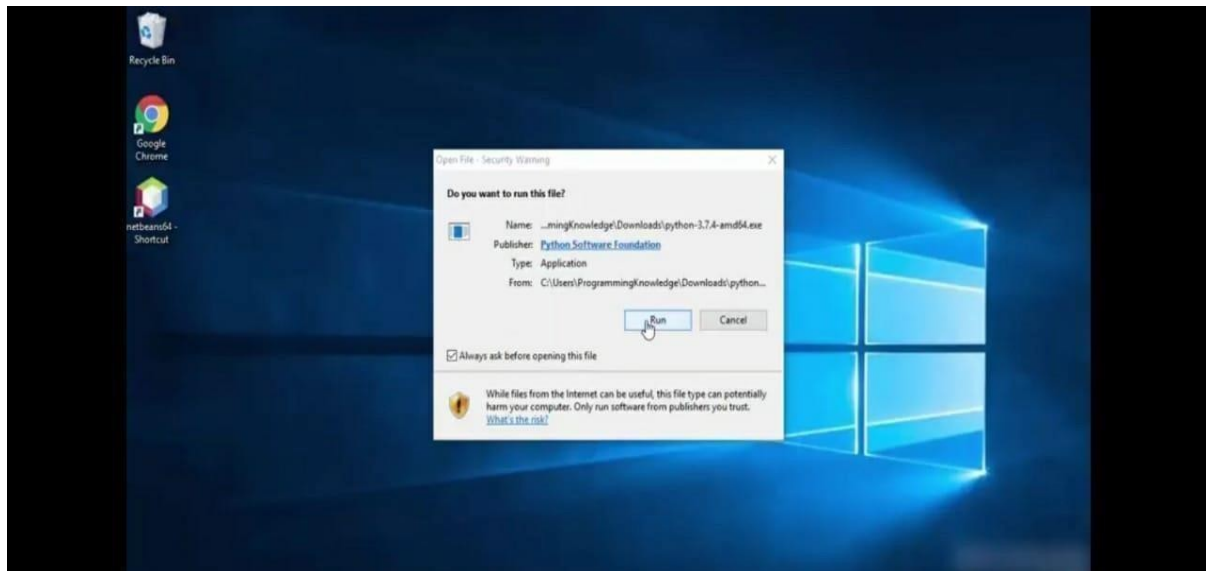 Recycle Bin
Google
Chrome
netbeans64 -
Shortcut
Open File - Security Warning
Do you want to run this file?
Name: ...mingKnowledge\Downloads\python-3.7.4-amd64.exe
Publisher: Python Software Foundation
Type: Application
From: C:\Users\ProgrammingKnowledge\Downloads\python...
Run Cancel
Always ask before opening this file
While files from the Internet can be useful, this file type can potentially
harm your computer. Only run software from publishers you trust.
What's the risk?